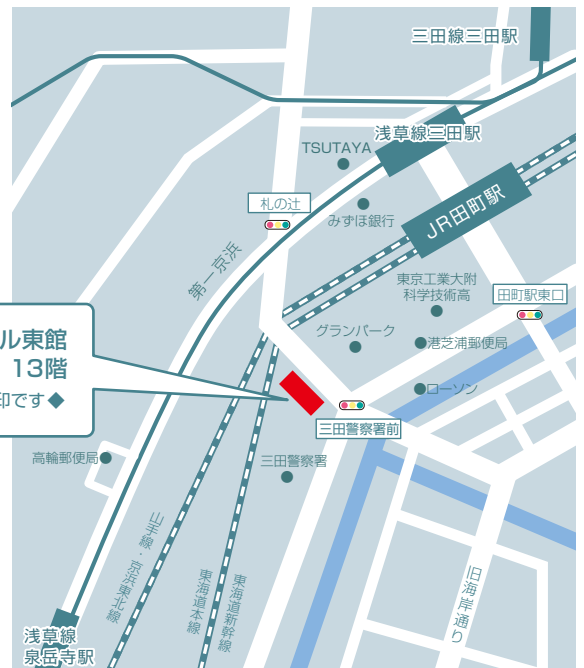 三田線三田駅
浅草線三田駅
TSUTAYA
札の辻
みずほ銀行
JR田町駅
第一京浜
東京工業大附
科学技術高
田町駅東口
グランパーク
港芝浦郵便局
ル東館
13階
印です◆
ローソン
三田警察署前
高輪郵便局
三田警察署
山手線・京浜東北線
東海道本線
東海道新幹線
旧海岸通り
浅草線
泉岳寺駅